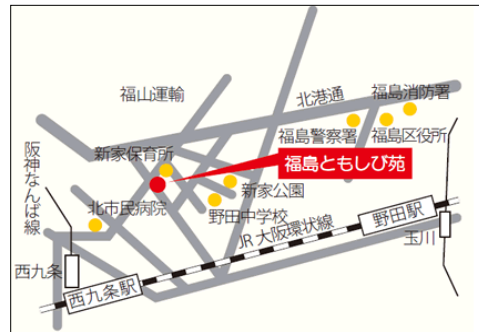 福山運輸
北港通
福島消防署
福島警察署
福島区役所
新家保育所
福島ともしび苑
阪神なんば線
新家公園
北市民病院
野田中学校
野田駅
JR大阪環状線
玉川
西九条
西九条駅